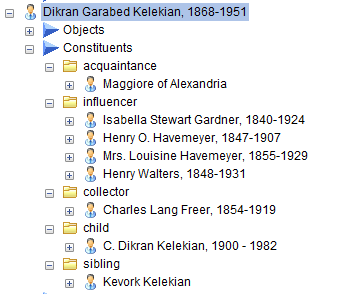 Dikran Garabed Kelekian, 1868-1951
Objects
Constituents
acquaintance
Maggiore of Alexandria
influencer
Isabella Stewart Gardner, 1840-1924
Henry O. Havemeyer, 1847-1907
Mrs. Louisine Havemeyer, 1855-1929
Henry Walters, 1848-1931
collector
Charles Lang Freer, 1854-1919
child
C. Dikran Kelekian, 1900 - 1982
sibling
Kevork Kelekian